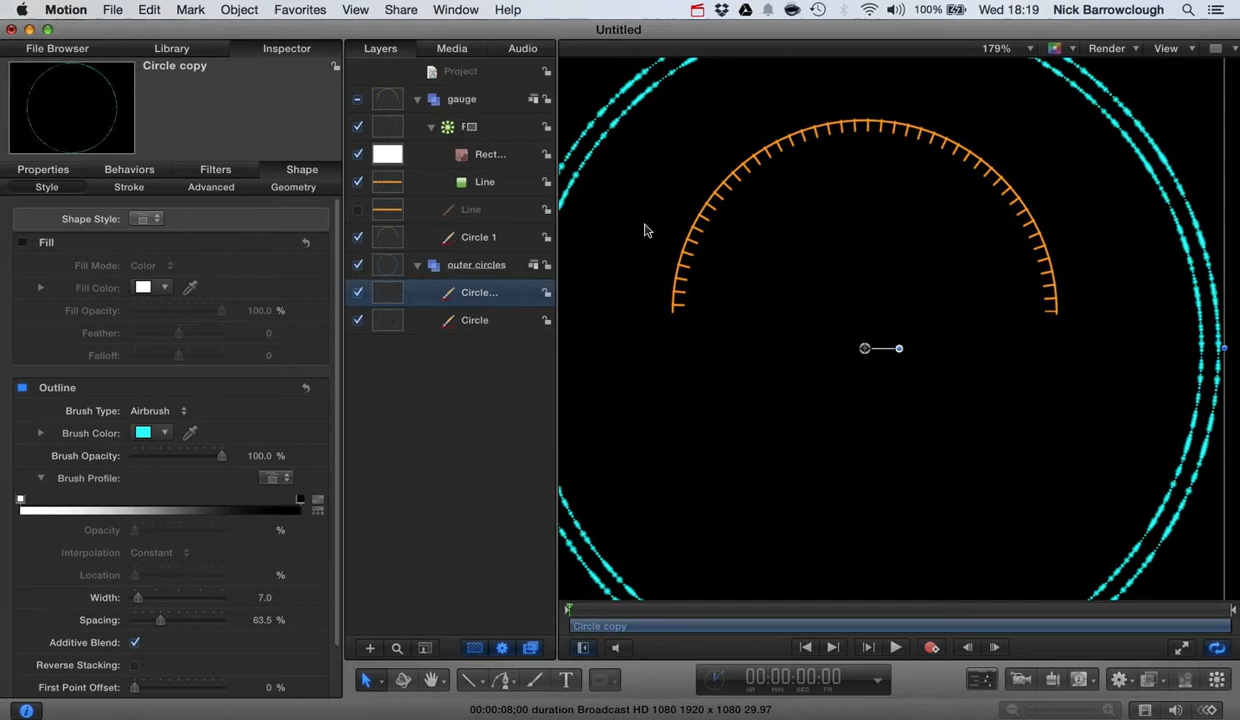 Motion File Edit Mark Object Favorites View Share Window Help 100% Wed 18:19 Nick Barrowclough
Untitled
File Browser Library Inspector Layers Media Audio 179% Render View
Circle copy
Project
gauge
F
Rect...
Properties Behaviors Filters Shape
Style Stroke Advanced Geometry
Line
Shape Style:
Line
Fill
Circle 1
Fill Mode: Color
outer circles
Fill Color:
Circle...
Fill Opacity: 100.0 %
Circle
Feather: 0
Falloff: 0
Outline
Brush Type: Airbrush
Brush Color:
Brush Opacity: 100.0 %
Brush Profile:
Opacity %
Interpolation: Constant
Location: %
Width: 7.0
Spacing: 63.5 %
Circle copy
Additive Blend:
Reverse Stacking:
First Point Offset: 0 %
T
00:00:00:00
HR MIN SEC FR
00:00:08;00 duration Broadcast HD 1080 1920 x 1080 29.97